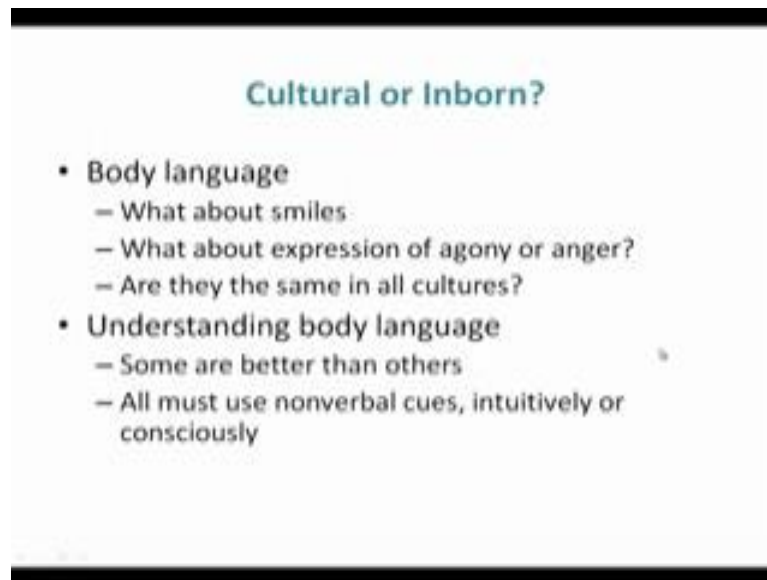 Cultural or Inborn?
• Body language
– What about smiles
– What about expression of agony or anger?
– Are they the same in all cultures?
• Understanding body language
– Some are better than others
– All must use nonverbal cues, intuitively or
consciously